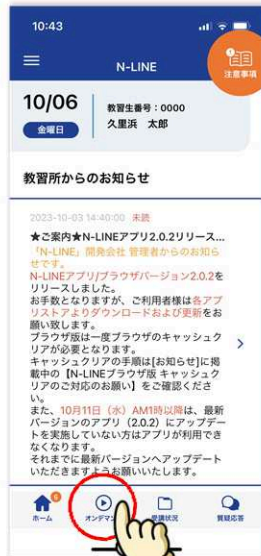 10:43
N-LINE
注意事項
10/06
金曜日
教習生番号：0000
久里浜　太郎
教習所からのお知らせ
2023-10-03 14:40:00 未読
★ご案内★N-LINEアプリ2.0.2リリース...
「N-LINE」開発会社 管理者からのお知ら
せです。
N-LINEアプリ/ブラウザバージョン2.0.2を
リリースしました。
お手数となりますが、ご利用者様は各アプ
リストアよりダウンロードおよび更新をお
願い致します。
ブラウザ版は一度ブラウザのキャッシュク
リアが必要となります。
キャッシュクリアの手順は[お知らせ]に掲
載中の【N-LINEブラウザ版 キャッシュク
リアのご対応のお願い】をご確認くださ
い。
また、10月11日（水）AM1時以降は、最新
バージョンのアプリ（2.0.2）にアップデー
トを実施していない方はアプリが利用でき
なくなります。
それまでに最新バージョンへアップデート
いただきますようお願いいたします。
ホーム
オンデマン
受講状況
質疑応答